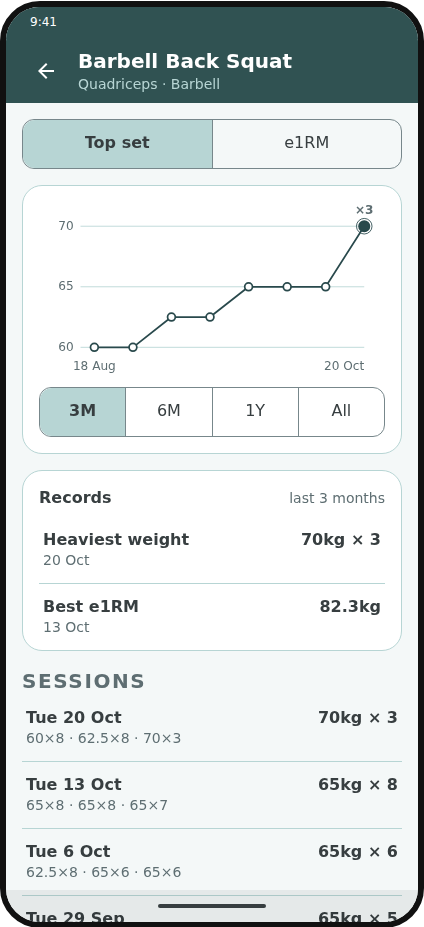 9:41
Barbell Back Squat
Quadriceps · Barbell
Top set
e1RM
×3
70
65
60
18 Aug
20 Oct
3M
6M
1Y
All
Records
last 3 months
Heaviest weight
70kg × 3
20 Oct
Best e1RM
82.3kg
13 Oct
SESSIONS
Tue 20 Oct
70kg × 3
60×8 · 62.5×8 · 70×3
Tue 13 Oct
65kg × 8
65×8 · 65×8 · 65×7
Tue 6 Oct
65kg × 6
62.5×8 · 65×6 · 65×6
Tue 29 Sep
65kg × 5